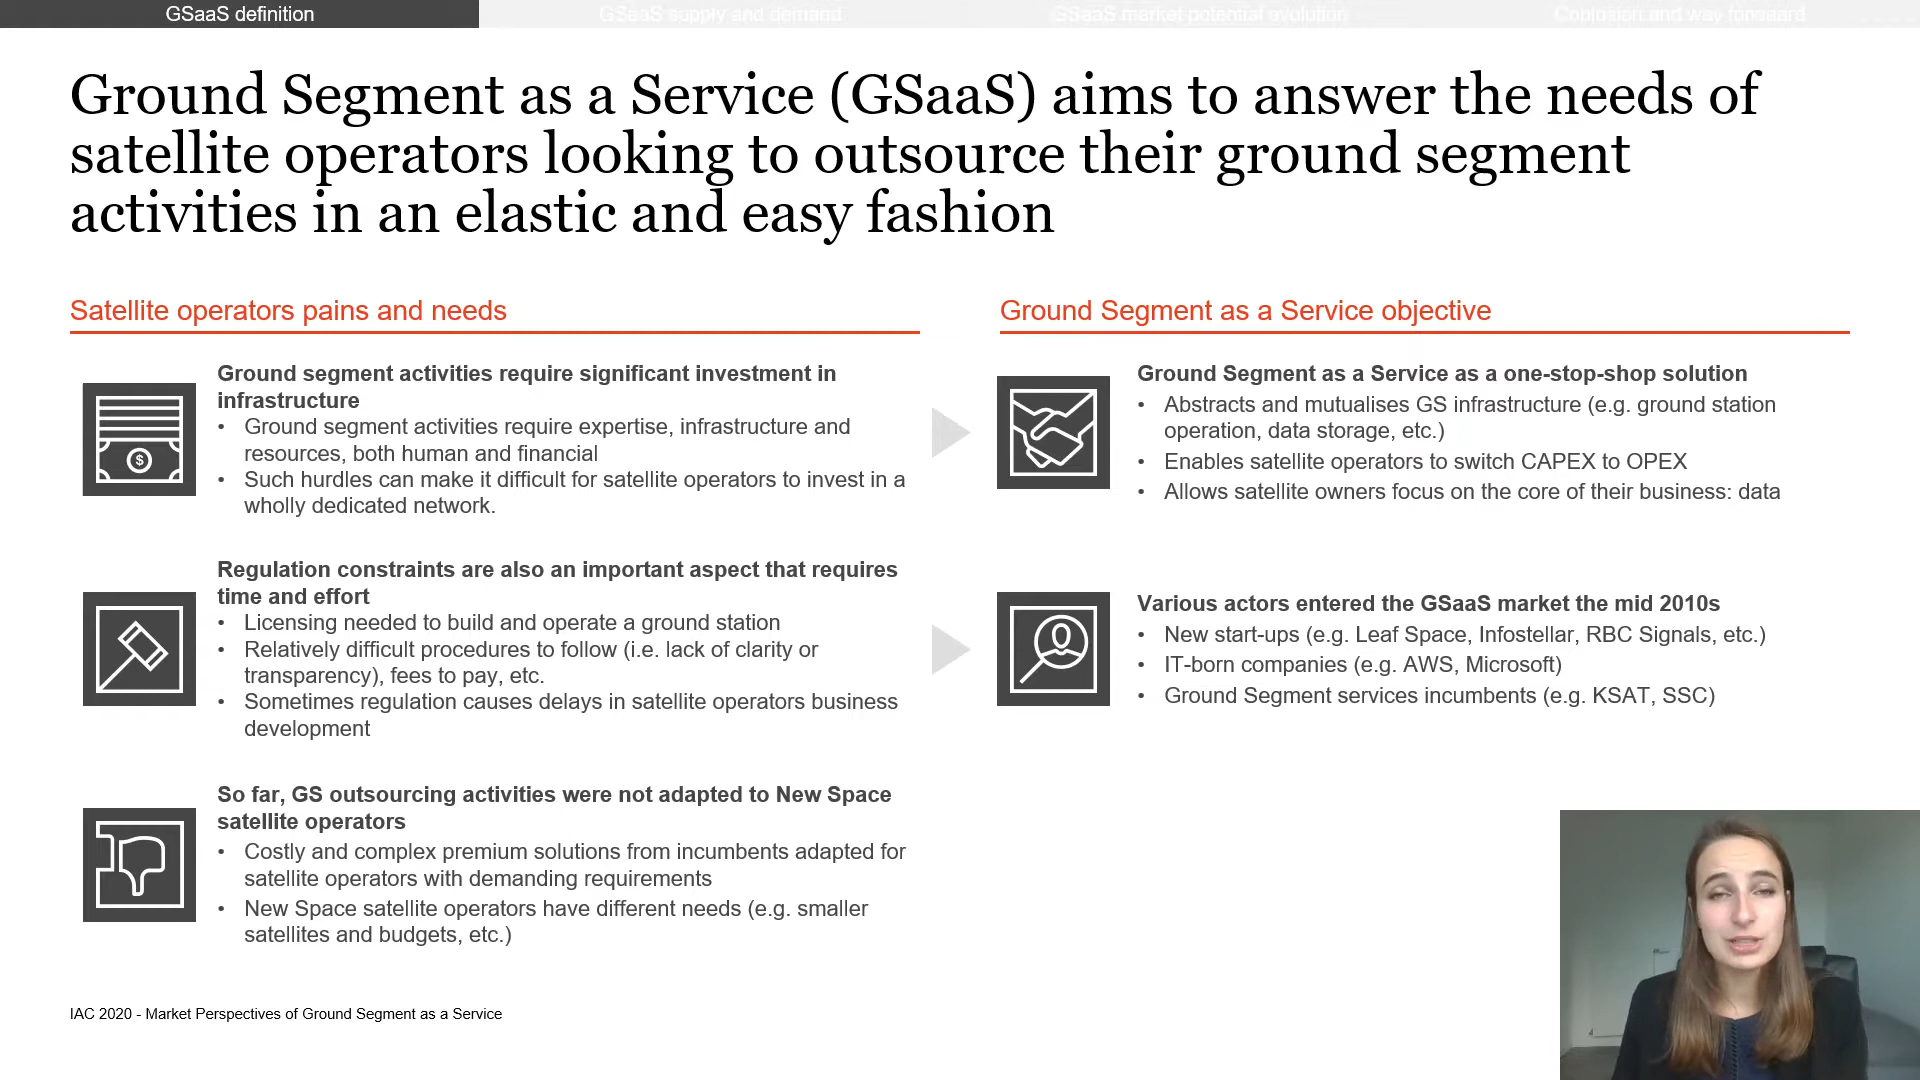 GSaaS definition
GSaaS supply and demand
GSaaS market potential evolution
Ground Segment as a Service (GSaaS) aims to answer the needs of
satellite operators looking to outsource their ground segment
activities in an elastic and easy fashion
Satellite operators pains and needs
Ground segment activities require significant investment in
infrastructure
• Ground segment activities require expertise, infrastructure and
resources, both human and financial
• Such hurdles can make it difficult for satellite operators to invest in a
wholly dedicated network.
Regulation constraints are also an important aspect that requires
time and effort
• Licensing needed to build and operate a ground station
• Relatively difficult procedures to follow (i.e. lack of clarity or
transparency), fees to pay, etc.
• Sometimes regulation causes delays in satellite operators business
development
So far, GS outsourcing activities were not adapted to New Space
satellite operators
• Costly and complex premium solutions from incumbents adapted for
satellite operators with demanding requirements
• New Space satellite operators have different needs (e.g. smaller
satellites and budgets, etc.)
Ground Segment as a Service objective
Ground Segment as a Service as a one-stop-shop solution
• Abstracts and mutualises GS infrastructure (e.g. ground station
operation, data storage, etc.)
• Enables satellite operators to switch CAPEX to OPEX
• Allows satellite owners focus on the core of their business: data
Various actors entered the GSaaS market the mid 2010s
• New start-ups (e.g. Leaf Space, Infostellar, RBC Signals, etc.)
• IT-born companies (e.g. AWS, Microsoft)
• Ground Segment services incumbents (e.g. KSAT, SSC)
IAC 2020 - Market Perspectives of Ground Segment as a Service